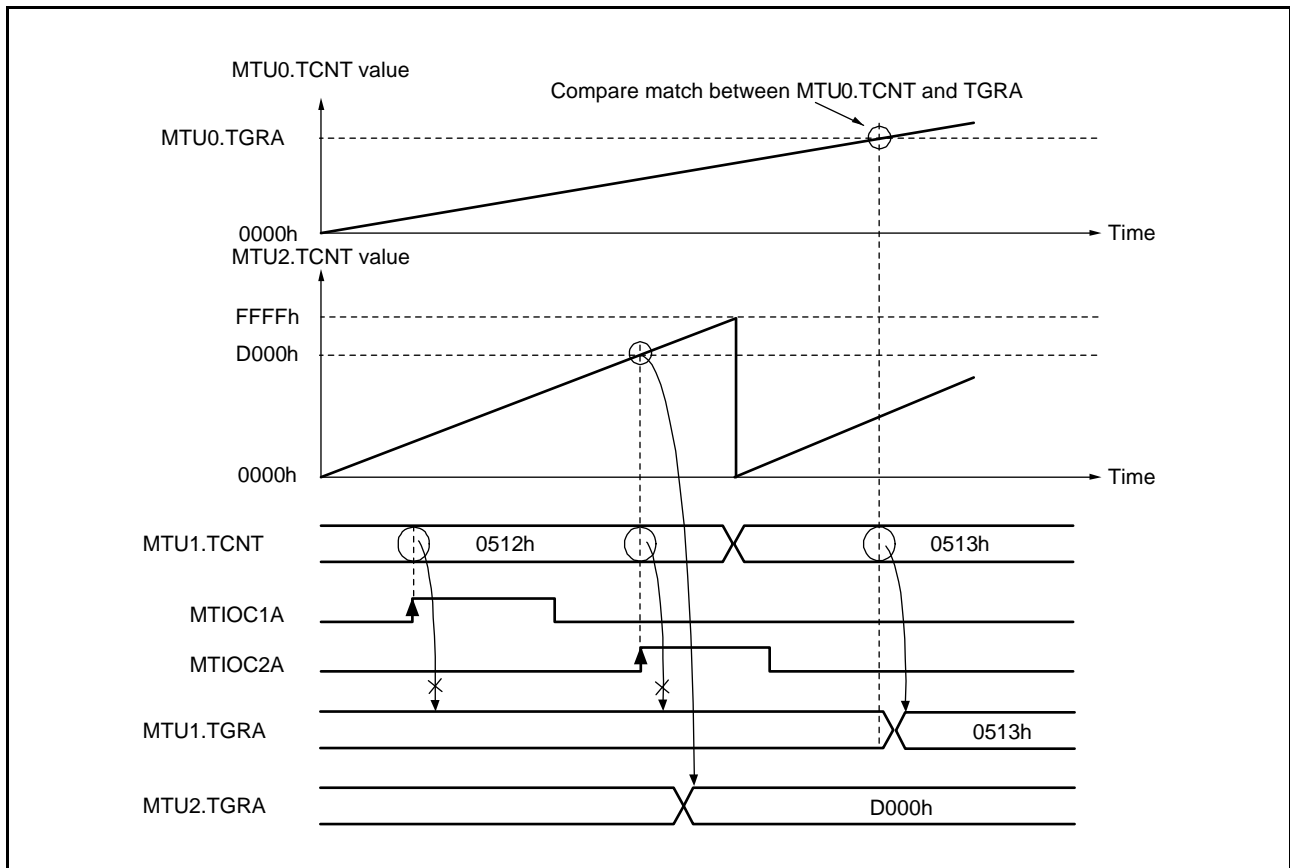 MTU0.TCNT value
Compare match between MTU0.TCNT and TGRA
MTU0.TGRA
0000h
Time
MTU2.TCNT value
FFFFh
D000h
0000h
Time
MTU1.TCNT
0512h
0513h
MTIOC1A
MTIOC2A
MTU1.TGRA
0513h
MTU2.TGRA
D000h